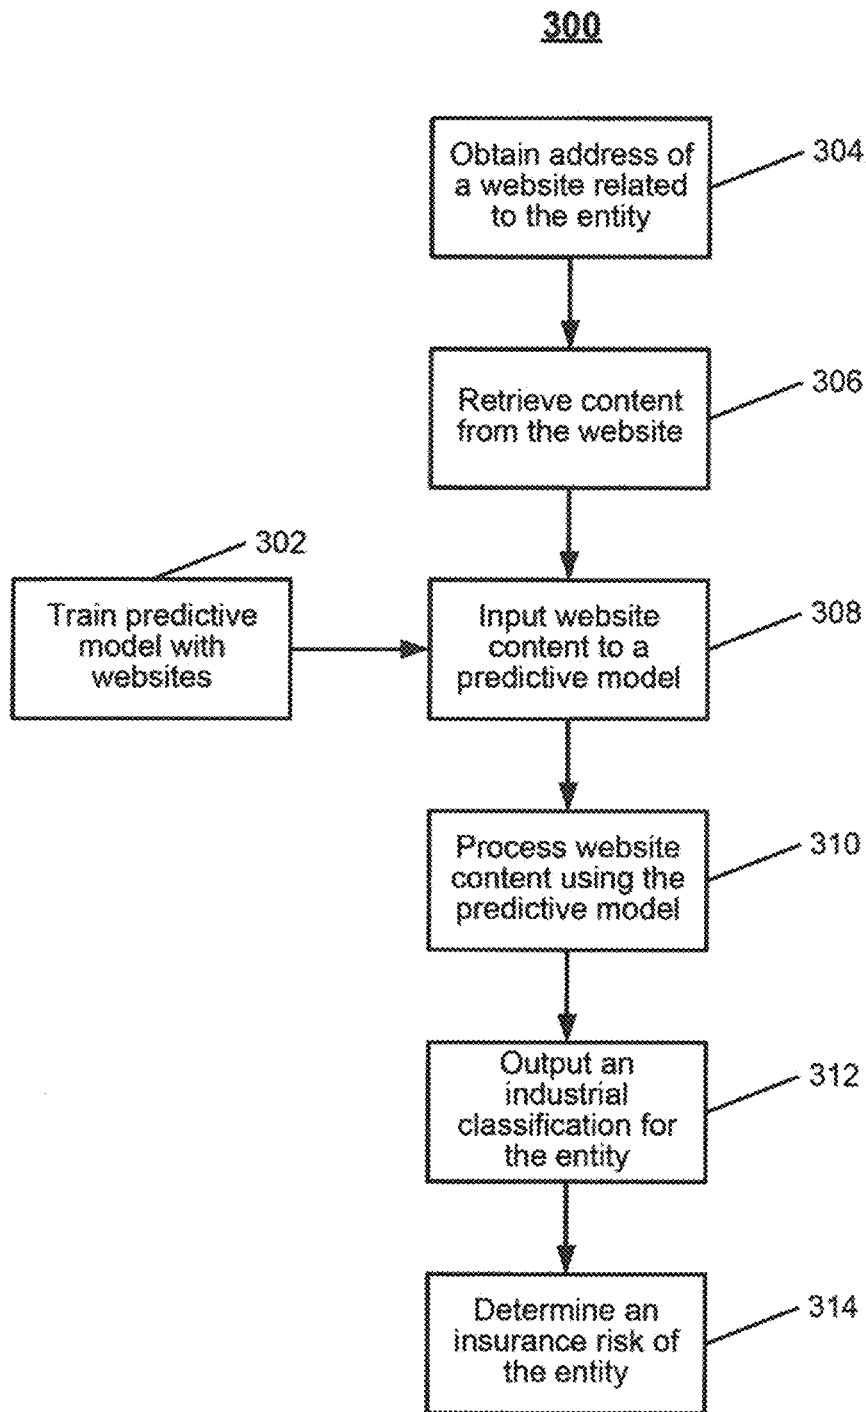 300
Obtain address of
a website related
to the entity
304
Retrieve content
from the website
306
302
Train predictive
model with
websites
Input website
content to a
predictive model
308
Process website
content using the
predictive model
310
Output an
industrial
classification for
the entity
312
Determine an
insurance risk of
the entity
314